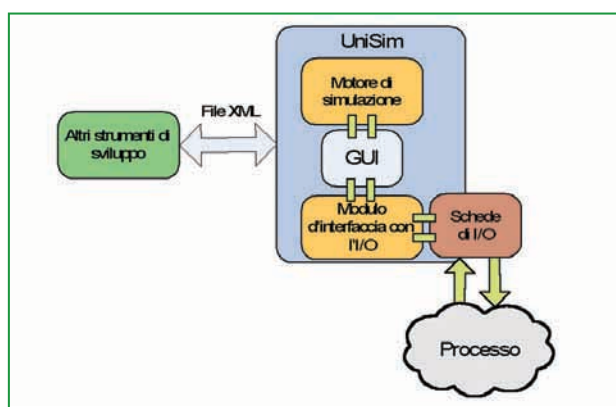 UniSim
Motore di
simulazione
File XML
Altri strumenti di
sviluppo
GUI
Modulo
d'interfaccia con
l'I/O
Schede
di I/O
Processo